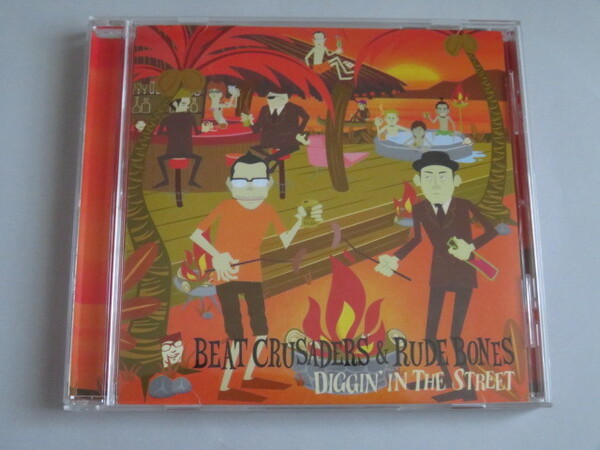 BEAT CRUSADERS & RUDE BONES
DIGGIN' IN THE STREET